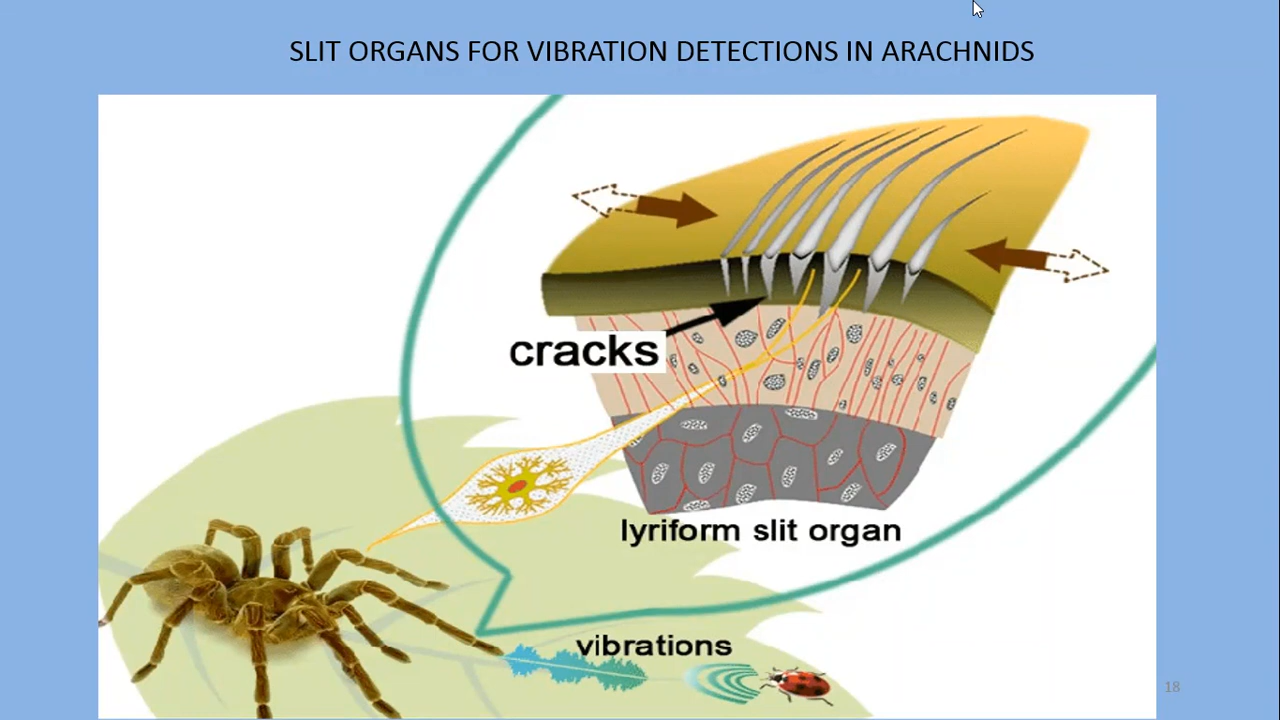 SLIT ORGANS FOR VIBRATION DETECTIONS IN ARACHNIDS
cracks
lyriform slit organ
vibrations
18